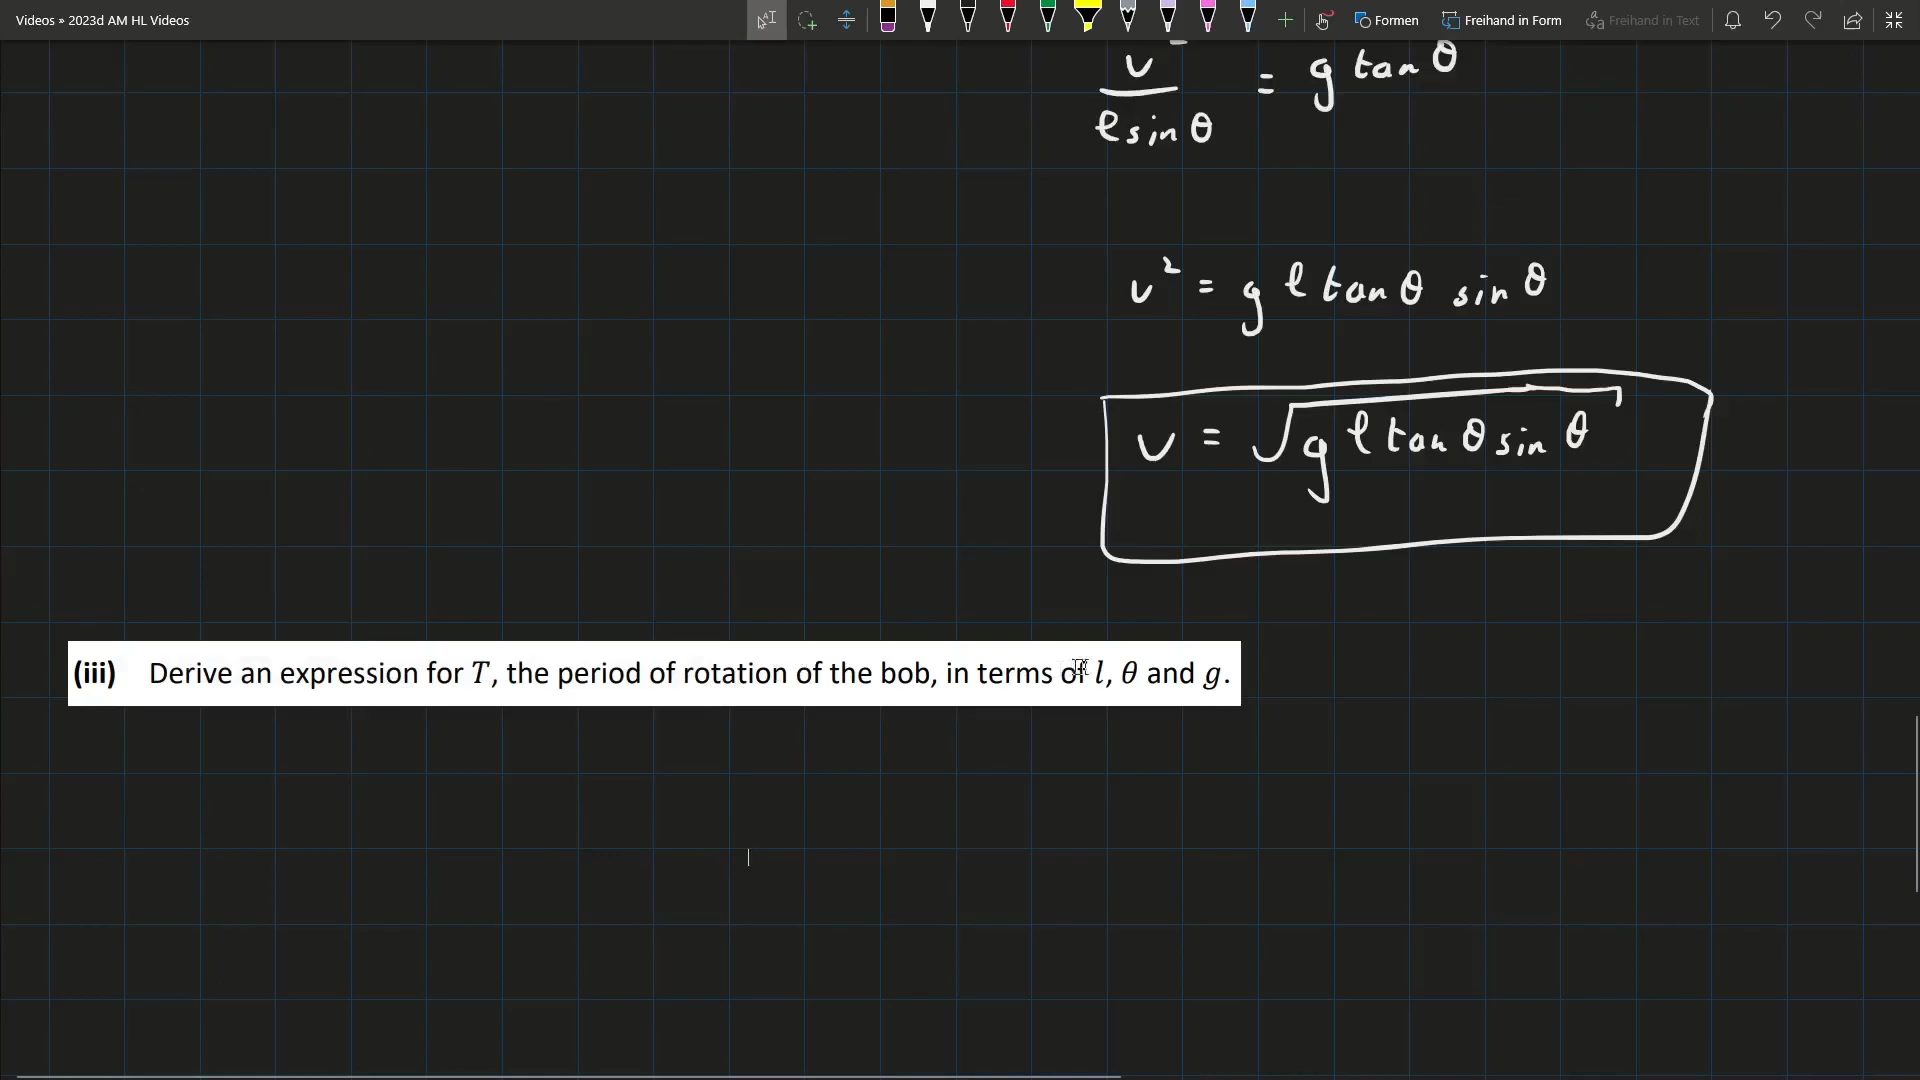 Videos » 2023d AM HL Videos
Formen
Freihand in Form
Freihand in Text
v² / ℓ sin θ = g tan θ
v² = g ℓ tan θ sin θ
v = √(g ℓ tan θ sin θ)
(iii) Derive an expression for T, the period of rotation of the bob, in terms of l, θ and g.